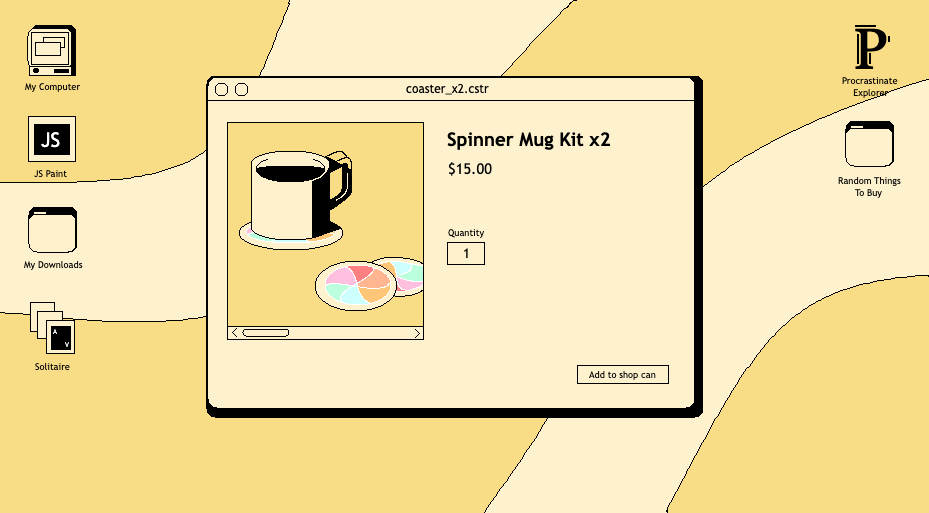 My Computer
JS
JS Paint
My Downloads
A
V
Solitaire
coaster_x2.cstr
Spinner Mug Kit x2
$15.00
Quantity
1
Add to shop can
P
Procrastinate
Explorer
Random Things
To Buy